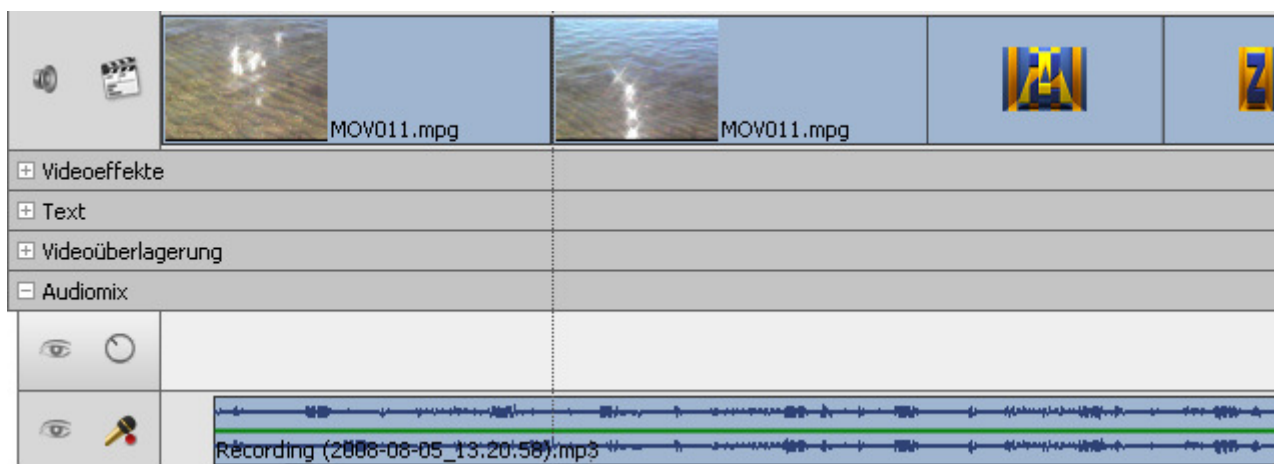 MOV011.mpg
MOV011.mpg
Z
Videoeffekte
Text
Videoüberlagerung
Audiomix
Recording (2008-08-05_13.20.58).mp3